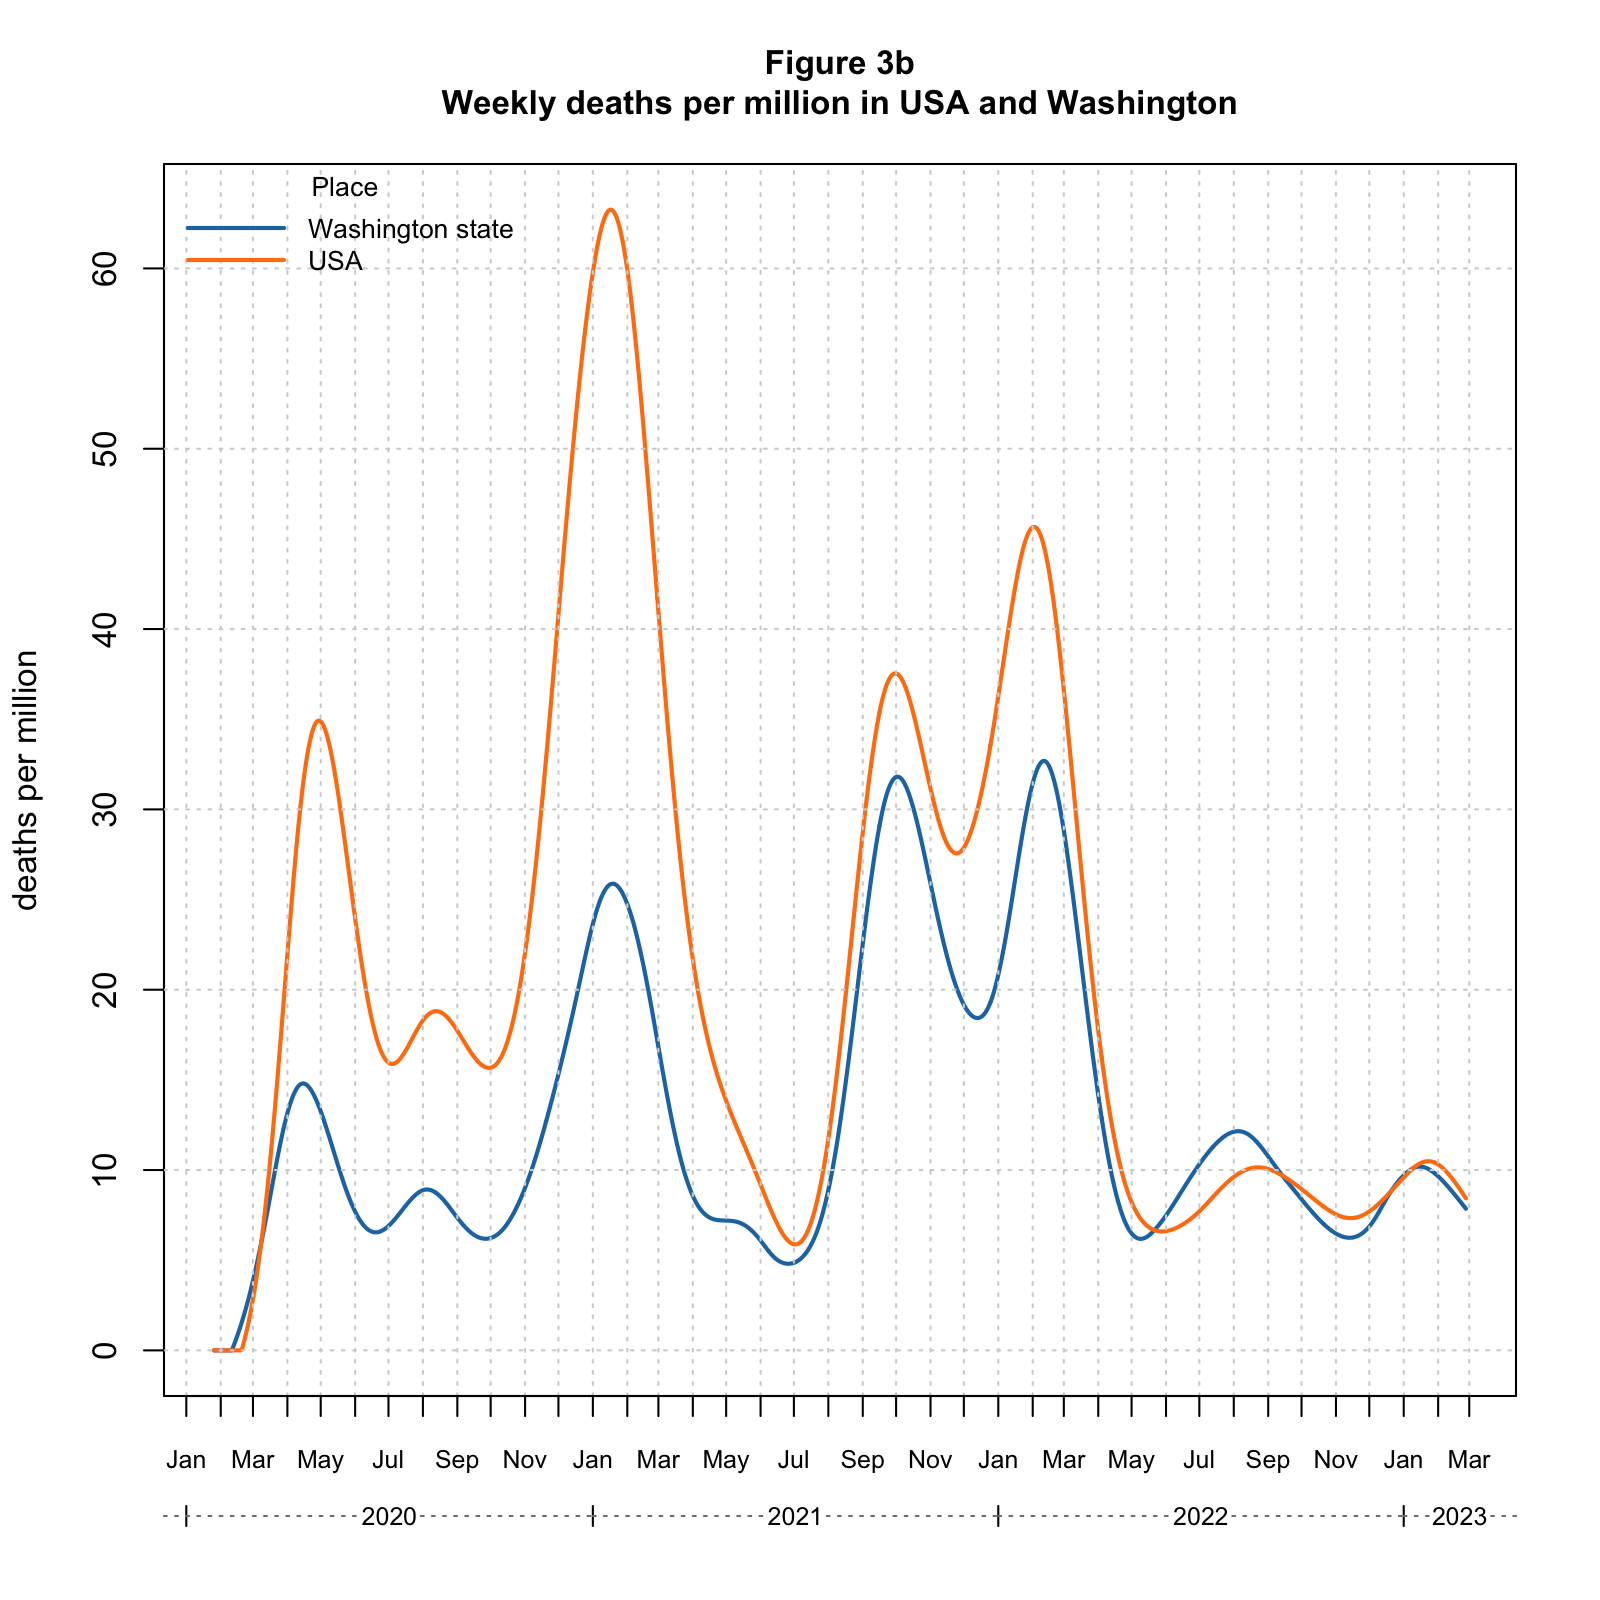 Figure 3b
Weekly deaths per million in USA and Washington
Place
Washington state
USA
deaths per million
60
50
40
30
20
10
0
Jan Mar May Jul Sep Nov Jan Mar May Jul Sep Nov Jan Mar May Jul Sep Nov Jan Mar
2020 2021 2022 2023